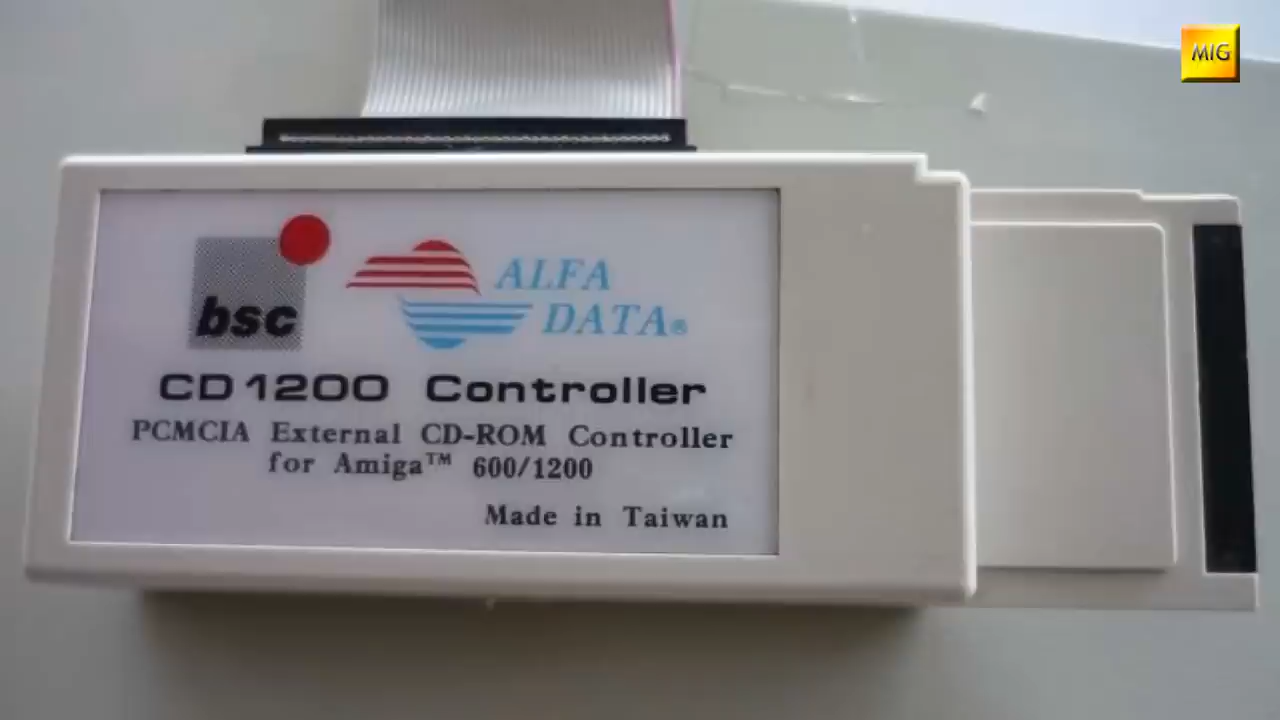 MIG
bsc
ALFA
DATA®
CD1200 Controller
PCMCIA External CD-ROM Controller
for Amiga™ 600/1200
Made in Taiwan